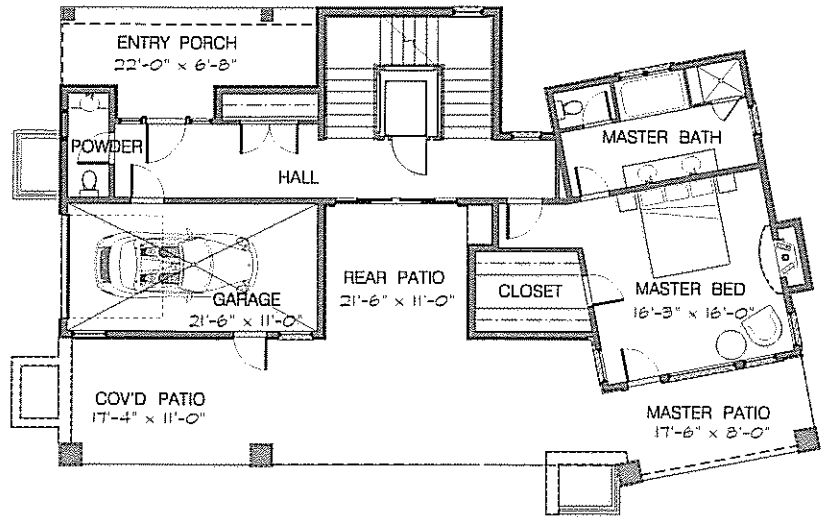 ENTRY PORCH
22'-0" x 6'-8"
POWDER
HALL
MASTER BATH
GARAGE
21'-6" x 11'-0"
REAR PATIO
21'-6" x 11'-0"
CLOSET
MASTER BED
16'-3" x 16'-0"
COV'D PATIO
17'-4" x 11'-0"
MASTER PATIO
17'-6" x 8'-0"